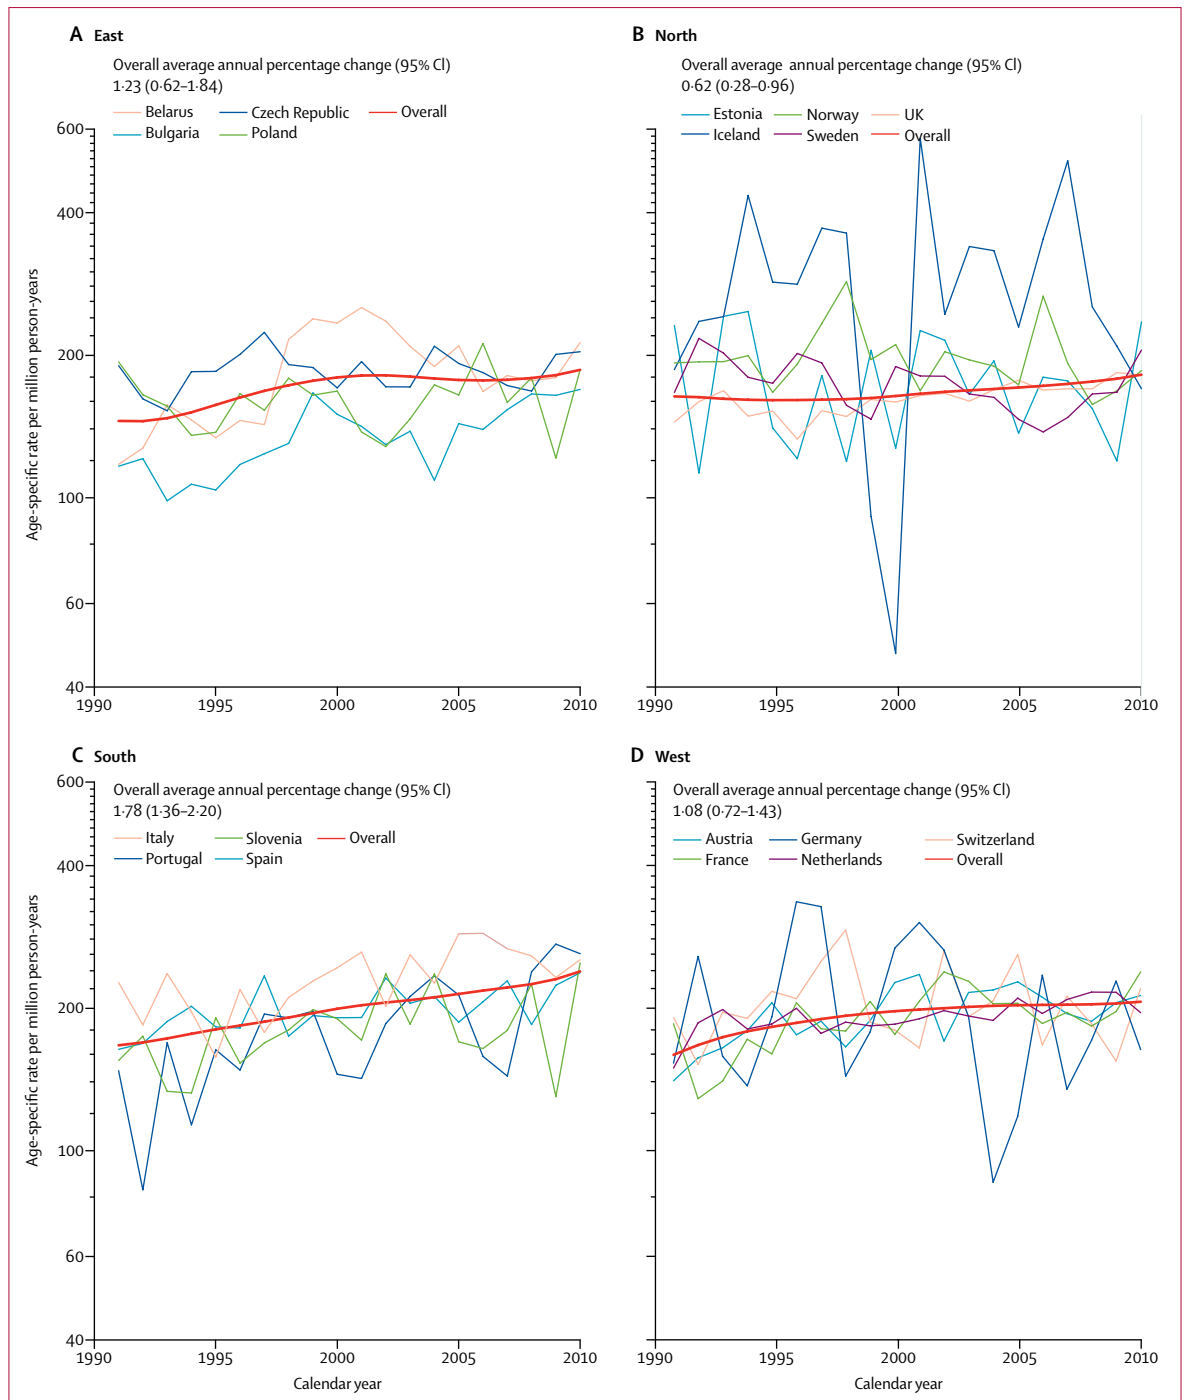 A East
Overall average annual percentage change (95% CI)
1·23 (0·62–1·84)
Belarus Czech Republic Overall
Bulgaria Poland
600
400
200
100
60
40
1990 1995 2000 2005 2010
Age-specific rate per million person-years
B North
Overall average annual percentage change (95% CI)
0·62 (0·28–0·96)
Estonia Norway UK
Iceland Sweden Overall
1990 1995 2000 2005 2010
C South
Overall average annual percentage change (95% CI)
1·78 (1·36–2·20)
Italy Slovenia Overall
Portugal Spain
600
400
200
100
60
40
1990 1995 2000 2005 2010
Age-specific rate per million person-years
Calendar year
D West
Overall average annual percentage change (95% CI)
1·08 (0·72–1·43)
Austria Germany Switzerland
France Netherlands Overall
1990 1995 2000 2005 2010
Calendar year